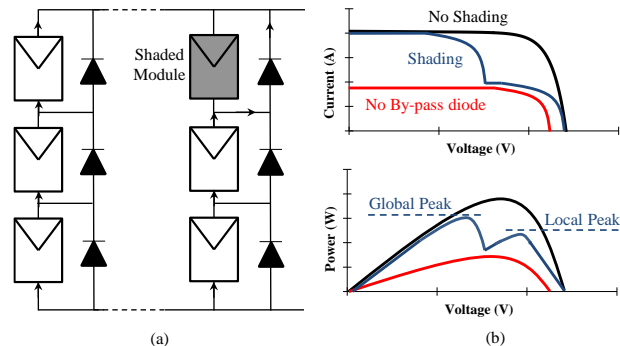 Shaded
Module
(a)
Current (A)
No Shading
Shading
No By-pass diode
Voltage (V)
Power (W)
Global Peak
Local Peak
Voltage (V)
(b)